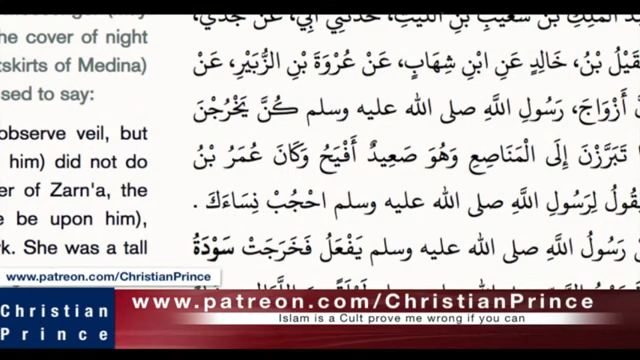 the cover of night
tskirts of Medina)
sed to say:
observe veil, but
him) did not do
er of Zarn'a, the
e be upon him),
rk. She was a tall
الْمَلِكِ بْنُ شُعَيْبِ بْنِ اللَّيْثِ، حَدَّثَنِي أَبِي، عَنْ جَدِّي،
عُقَيْلُ بْنُ، خَالِدٍ عَنِ ابْنِ شِهَابٍ، عَنْ عُرْوَةَ بْنِ الزُّبَيْرِ، عَنْ
أَزْوَاجَ، رَسُولِ اللَّهِ صلى الله عليه وسلم كُنَّ يَخْرُجْنَ
تَبَرَّزْنَ إِلَى الْمَنَاصِعِ وَهُوَ صَعِيدٌ أَفْيَحُ وَكَانَ عُمَرُ بْنُ
يَقُولُ لِرَسُولِ اللَّهِ صلى الله عليه وسلم احْجُبْ نِسَاءَكَ .
رَسُولُ اللَّهِ صلى الله عليه وسلم يَفْعَلُ فَخَرَجَتْ سَوْدَةُ
www.patreon.com/ChristianPrince
Christian
Prince
www.patreon.com/ChristianPrince
Islam is a Cult prove me wrong if you can